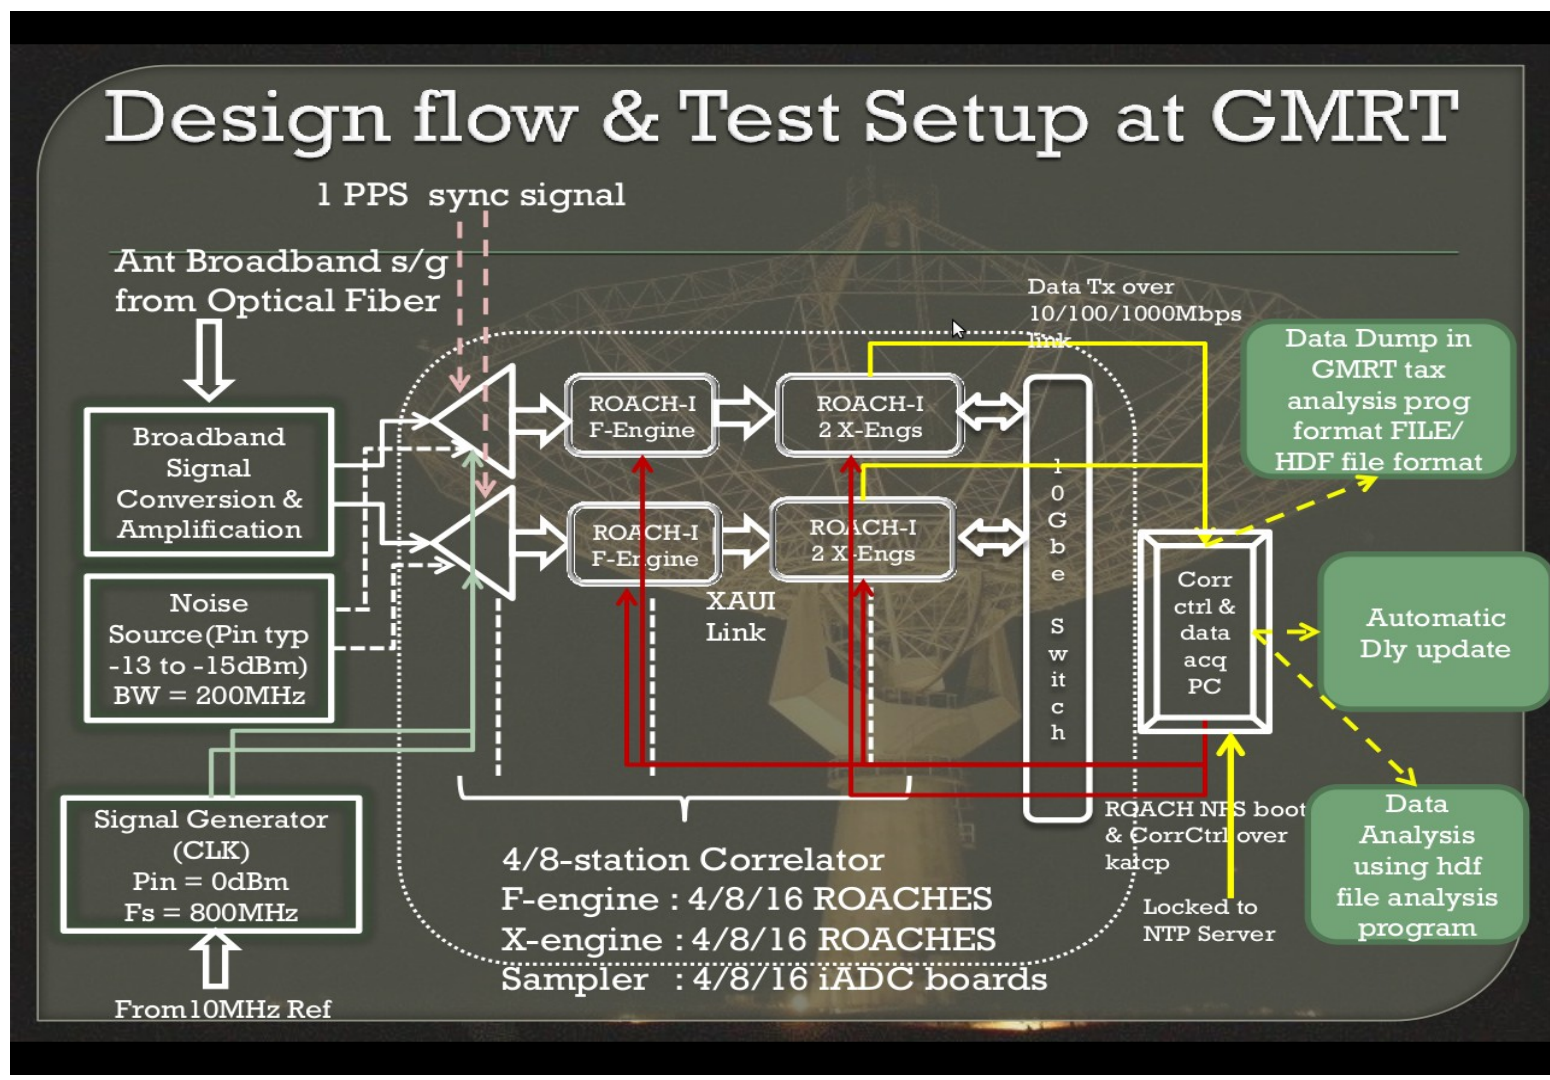 Design flow & Test Setup at GMRT
1 PPS sync signal
Ant Broadband s/g
from Optical Fiber
Data Tx over
10/100/1000Mbps
link
Data Dump in
GMRT tax
analysis prog
format FILE/
HDF file format
Broadband
Signal
Conversion &
Amplification
ROACH-I
F-Engine
ROACH-I
2 X-Engs
ROACH-I
F-Engine
ROACH-I
2 X-Engs
XAUI
Link
10Gbe Switch
Corr
ctrl &
data
acq
PC
Automatic
Dly update
Noise
Source(Pin typ
-13 to -15dBm)
BW = 200MHz
Signal Generator
(CLK)
Pin = 0dBm
Fs = 800MHz
From10MHz Ref
4/8-station Correlator
F-engine : 4/8/16 ROACHES
X-engine : 4/8/16 ROACHES
Sampler : 4/8/16 iADC boards
ROACH NFS boot
& CorrCtrl over
katcp
Locked to
NTP Server
Data
Analysis
using hdf
file analysis
program